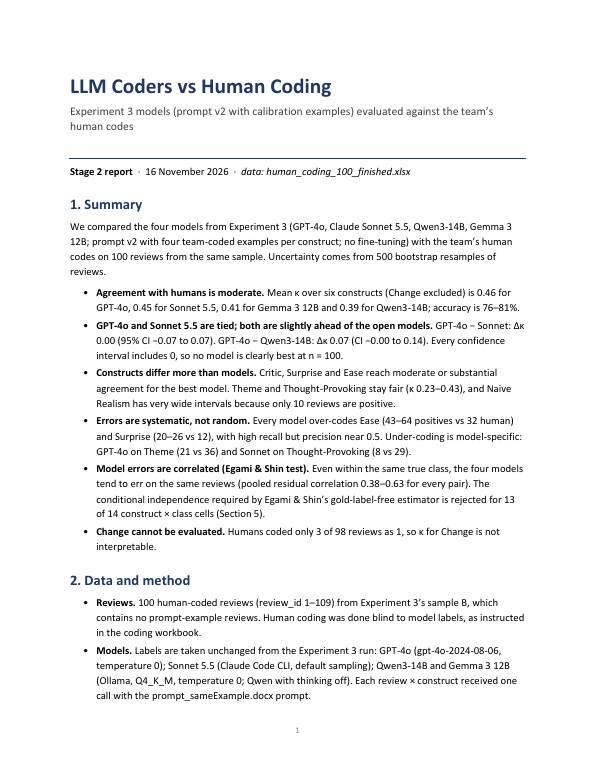 LLM Coders vs Human Coding
Experiment 3 models (prompt v2 with calibration examples) evaluated against the team’s
human codes
Stage 2 report · 16 November 2026 · data: human_coding_100_finished.xlsx
1. Summary
We compared the four models from Experiment 3 (GPT-4o, Claude Sonnet 5.5, Qwen3-14B, Gemma 3
12B; prompt v2 with four team-coded examples per construct; no fine-tuning) with the team’s human
codes on 100 reviews from the same sample. Uncertainty comes from 500 bootstrap resamples of
reviews.
• Agreement with humans is moderate. Mean κ over six constructs (Change excluded) is 0.46 for
GPT-4o, 0.45 for Sonnet 5.5, 0.41 for Gemma 3 12B and 0.39 for Qwen3-14B; accuracy is 76–81%.
• GPT-4o and Sonnet 5.5 are tied; both are slightly ahead of the open models. GPT-4o − Sonnet: Δκ
0.00 (95% CI −0.07 to 0.07). GPT-4o − Qwen3-14B: Δκ 0.07 (CI −0.00 to 0.14). Every confidence
interval includes 0, so no model is clearly best at n = 100.
• Constructs differ more than models. Critic, Surprise and Ease reach moderate or substantial
agreement for the best model. Theme and Thought-Provoking stay fair (κ 0.23–0.43), and Naive
Realism has very wide intervals because only 10 reviews are positive.
• Errors are systematic, not random. Every model over-codes Ease (43–64 positives vs 32 human)
and Surprise (20–26 vs 12), with high recall but precision near 0.5. Under-coding is model-specific:
GPT-4o on Theme (21 vs 36) and Sonnet on Thought-Provoking (8 vs 29).
• Model errors are correlated (Egami & Shin test). Even within the same true class, the four models
tend to err on the same reviews (pooled residual correlation 0.38–0.63 for every pair). The
conditional independence required by Egami & Shin’s gold-label-free estimator is rejected for 13
of 14 construct × class cells (Section 5).
• Change cannot be evaluated. Humans coded only 3 of 98 reviews as 1, so κ for Change is not
interpretable.
2. Data and method
• Reviews. 100 human-coded reviews (review_id 1–109) from Experiment 3’s sample B, which
contains no prompt-example reviews. Human coding was done blind to model labels, as instructed
in the coding workbook.
• Models. Labels are taken unchanged from the Experiment 3 run: GPT-4o (gpt-4o-2024-08-06,
temperature 0); Sonnet 5.5 (Claude Code CLI, default sampling); Qwen3-14B and Gemma 3 12B
(Ollama, Q4_K_M, temperature 0; Qwen with thinking off). Each review × construct received one
call with the prompt_sameExample.docx prompt.
1